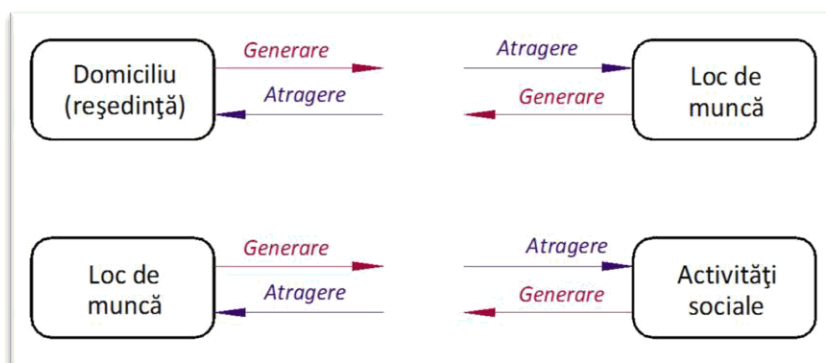 Domiciliu
(reşedinţă)
Generare
Atragere
Atragere
Generare
Loc de
muncă
Loc de
muncă
Generare
Atragere
Atragere
Generare
Activităţi
sociale